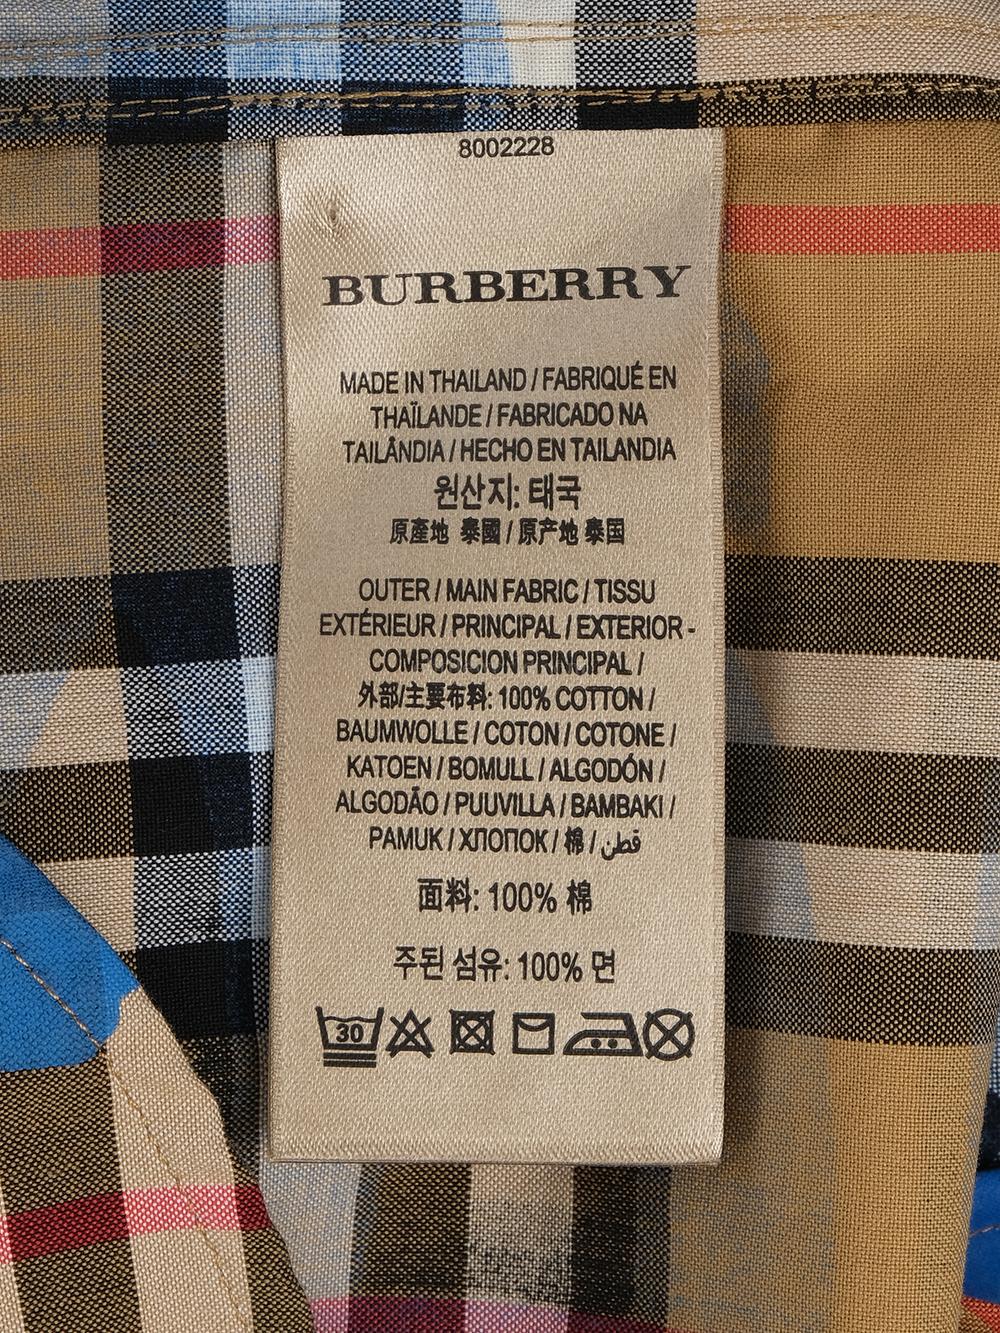 8002228
BURBERRY
MADE IN THAILAND / FABRIQUÉ EN
THAÏLANDE / FABRICADO NA
TAILÂNDIA / HECHO EN TAILANDIA
원산지: 태국
原產地 泰國 / 原产地 泰国
OUTER / MAIN FABRIC / TISSU
EXTÉRIEUR / PRINCIPAL / EXTERIOR -
COMPOSICION PRINCIPAL /
外部/主要布料: 100% COTTON /
BAUMWOLLE / COTON / COTONE /
KATOEN / BOMULL / ALGODÓN /
ALGODÃO / PUUVILLA / BAMBAKI /
PAMUK / ХЛОПОК / 棉 / قطن
面料: 100% 棉
주된 섬유: 100% 면
30